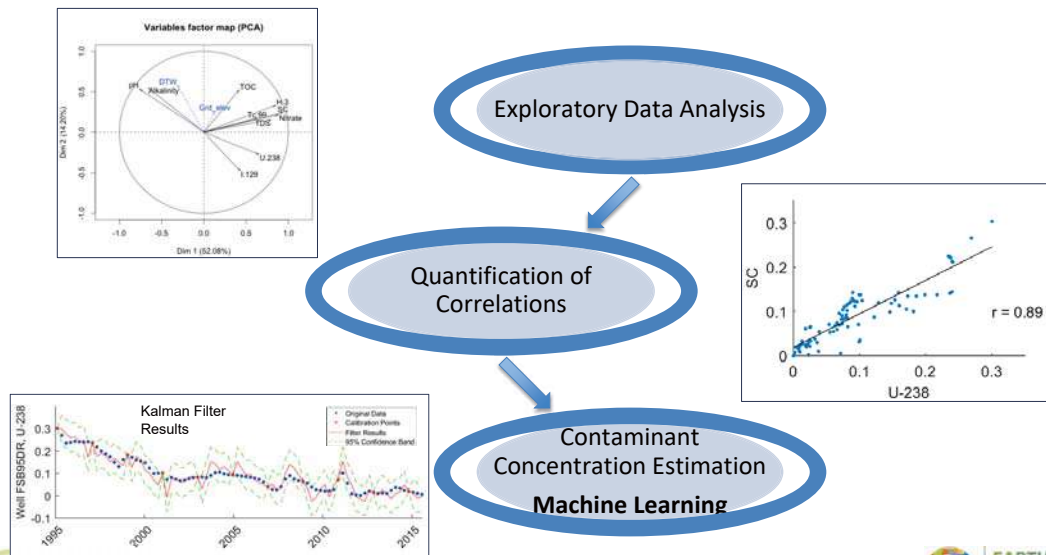 Variables factor map (PCA)
1.0
0.5
0.0
-0.5
-1.0
Dim 2 (14.20%)
pH
DTW
Alkalinity
TOC
Grd_elev
H.3
SC
Tc.99
Nitrate
TDS
U.238
I.129
-1.0
-0.5
0.0
0.5
1.0
Dim 1 (52.08%)
Exploratory Data Analysis
Quantification of
Correlations
0.3
0.2
0.1
0
SC
r = 0.89
0
0.1
0.2
0.3
U-238
Kalman Filter
Results
Original Data
Calibration Points
Filter Results
95% Confidence Band
Well FSB95DR, U-238
0.3
0.2
0.1
0
-0.1
1995
2000
2005
2010
2015
Contaminant
Concentration Estimation
Machine Learning